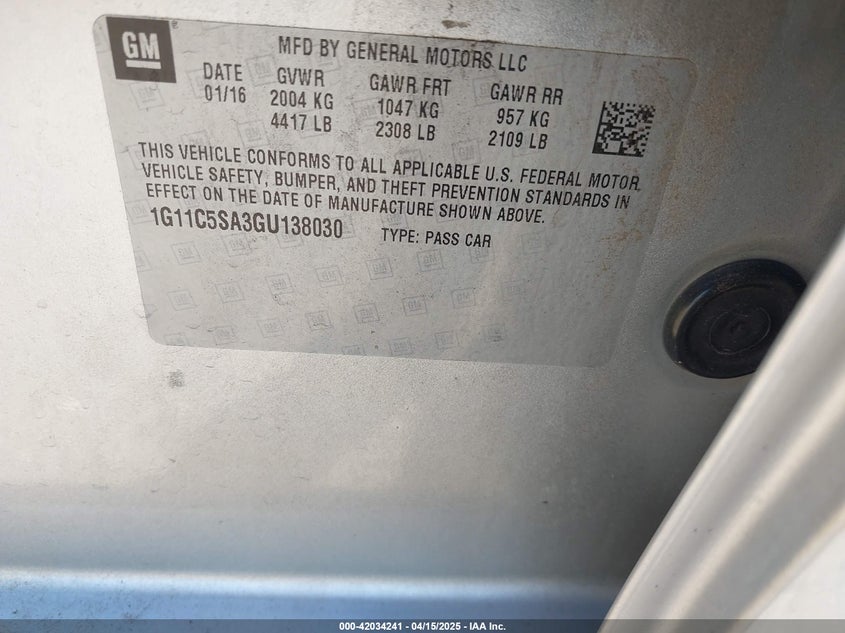 GM
MFD BY GENERAL MOTORS LLC
DATE GVWR GAWR FRT GAWR RR
01/16 2004 KG 1047 KG 957 KG
4417 LB 2308 LB 2109 LB
THIS VEHICLE CONFORMS TO ALL APPLICABLE U.S. FEDERAL MOTOR
VEHICLE SAFETY, BUMPER, AND THEFT PREVENTION STANDARDS IN
EFFECT ON THE DATE OF MANUFACTURE SHOWN ABOVE.
1G11C5SA3GU138030 TYPE: PASS CAR
000-42034241 - 04/15/2025 - IAA Inc.